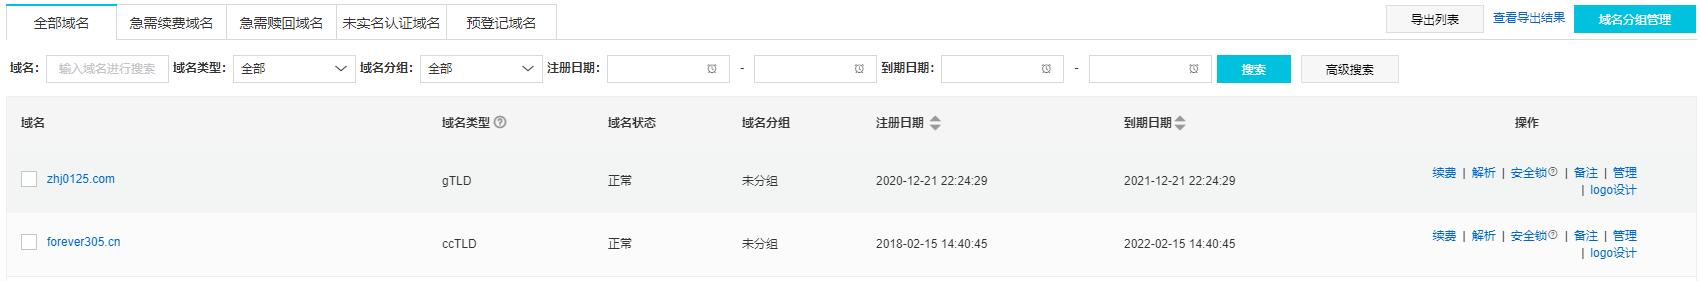 全部域名 急需续费域名 急需赎回域名 未实名认证域名 预登记域名 导出列表 查看导出结果 域名分组管理
域名： 输入域名进行搜索 域名类型： 全部 域名分组： 全部 注册日期： - 到期日期： - 搜索 高级搜索
域名 域名类型 ? 域名状态 域名分组 注册日期 到期日期 操作
zhj0125.com gTLD 正常 未分组 2020-12-21 22:24:29 2021-12-21 22:24:29 续费 | 解析 | 安全锁? | 备注 | 管理
| logo设计
forever305.cn ccTLD 正常 未分组 2018-02-15 14:40:45 2022-02-15 14:40:45 续费 | 解析 | 安全锁? | 备注 | 管理
| logo设计